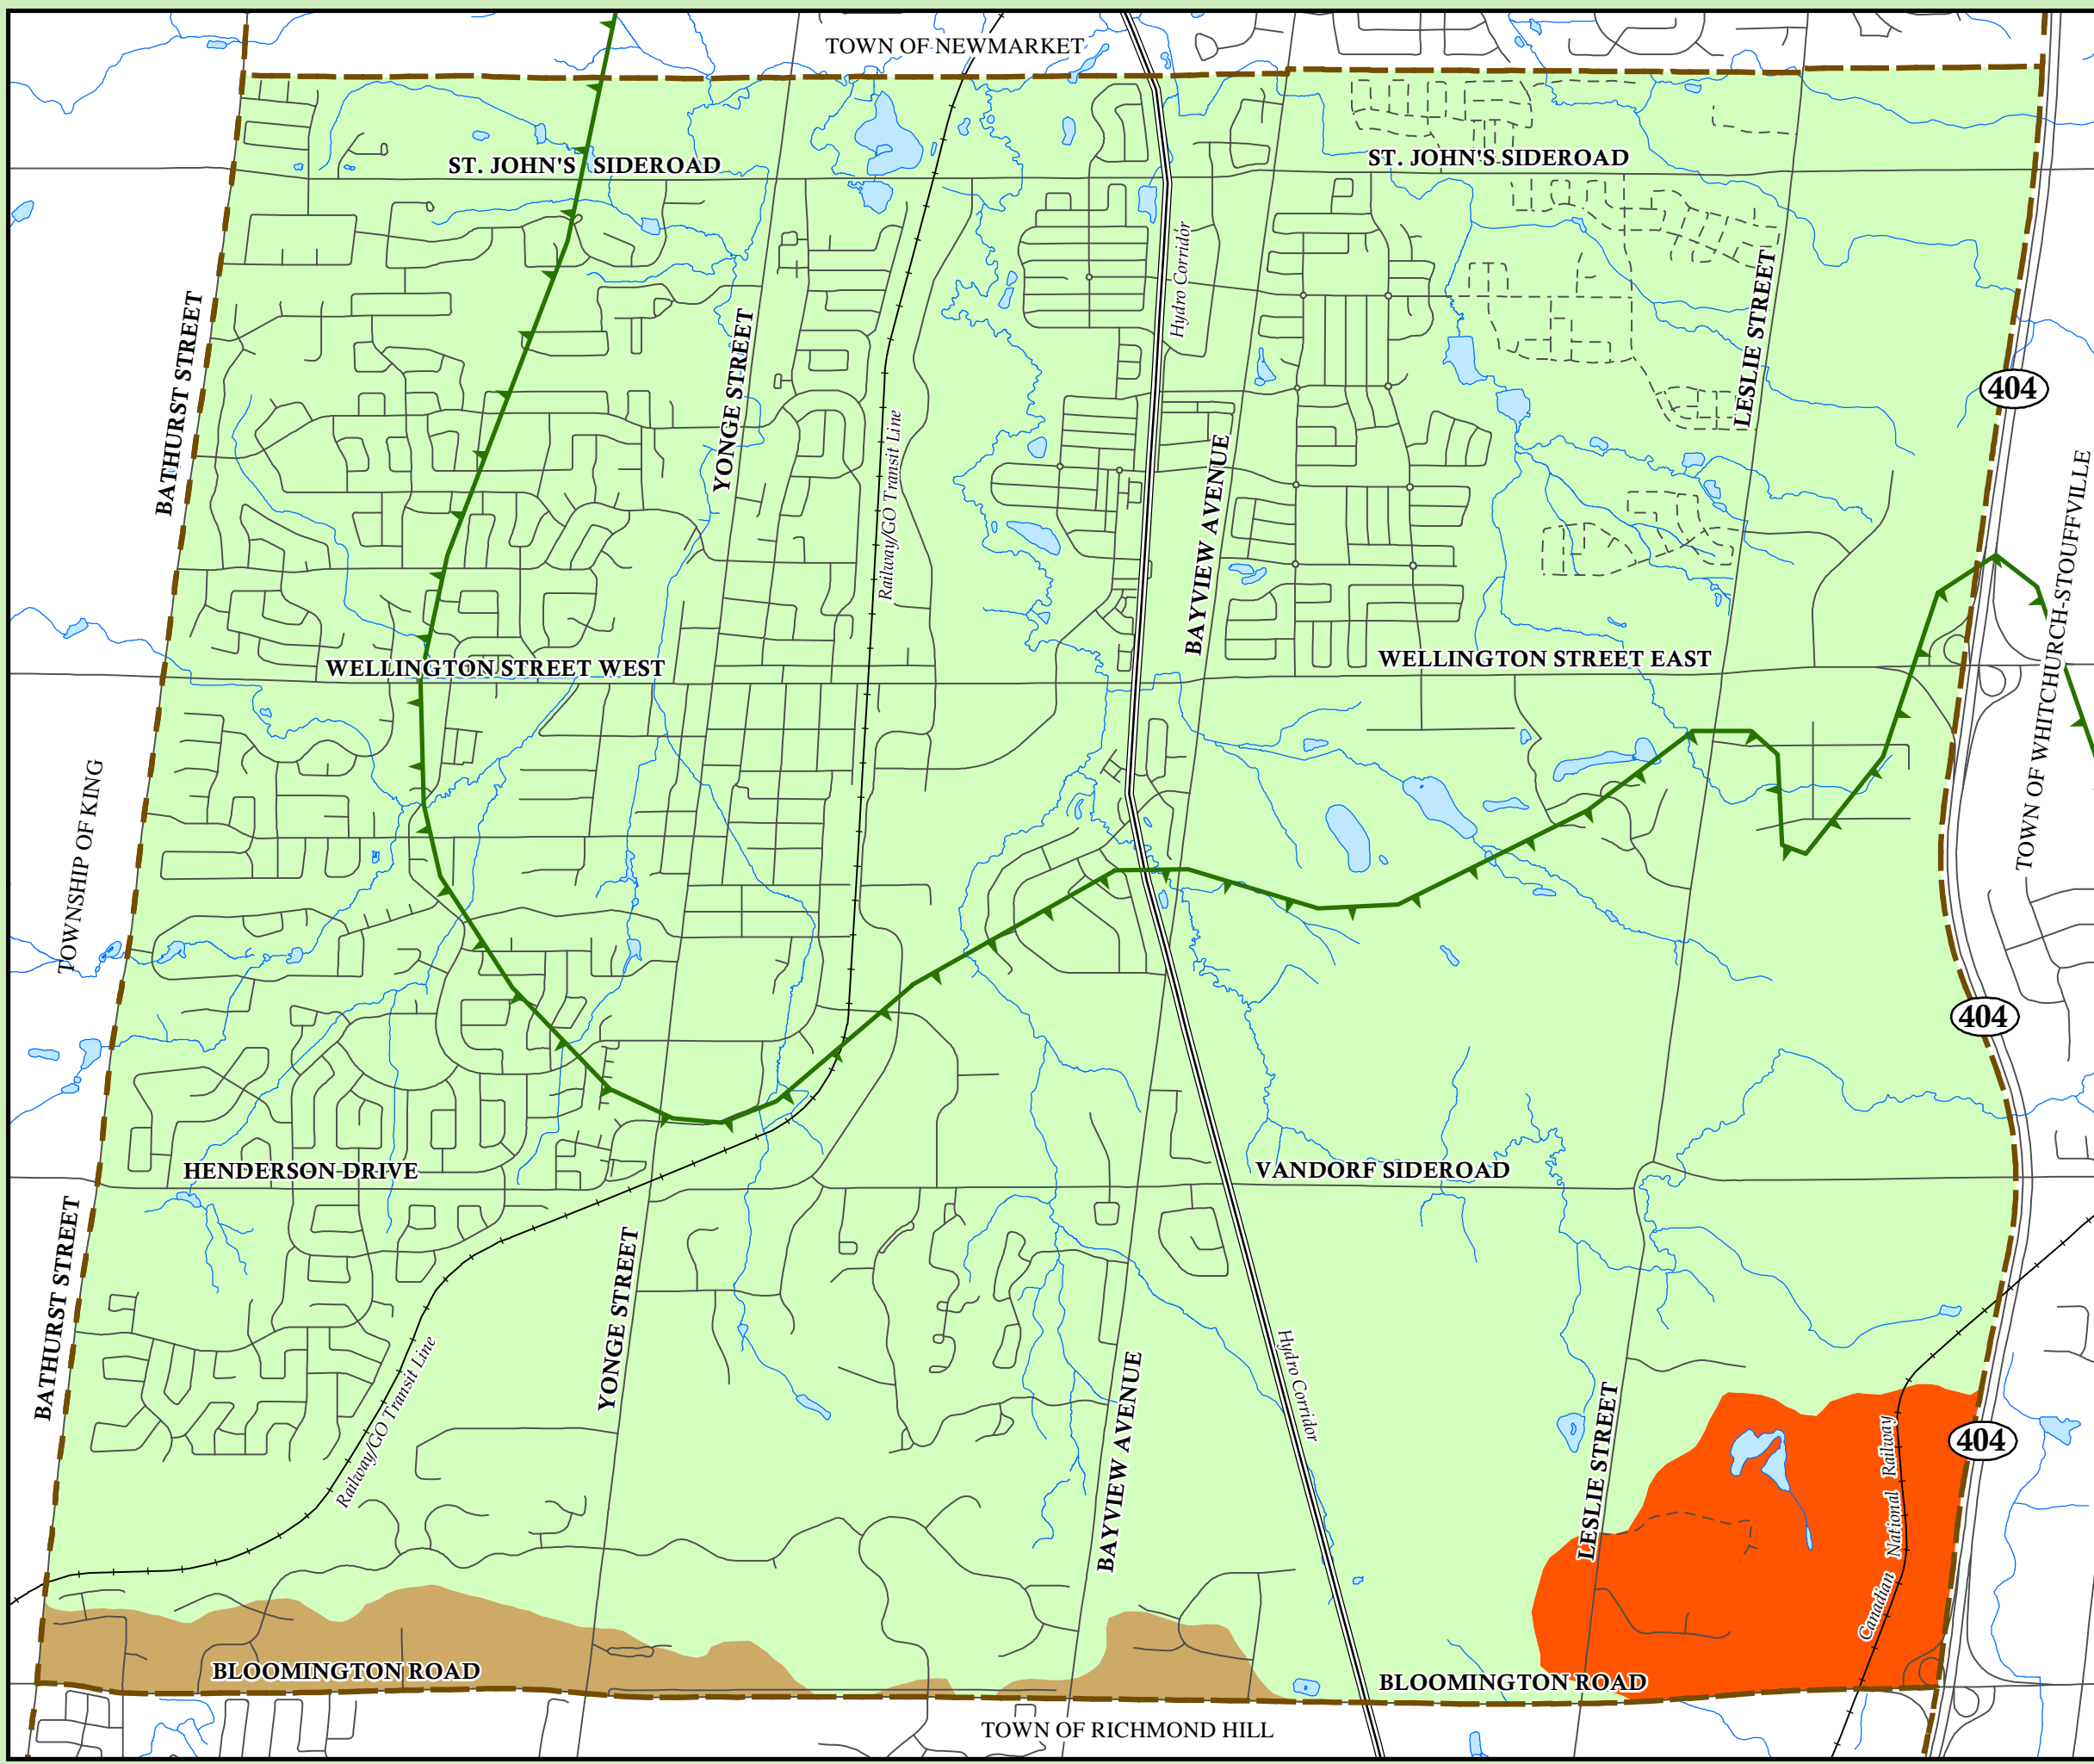 TOWN OF NEWMARKET
ST. JOHN'S SIDEROAD
ST. JOHN'S SIDEROAD
Hydro Corridor
LESLIE STREET
BATHURST STREET
YONGE STREET
404
Railway/GO Transit Line
BAYVIEW AVENUE
TOWN OF WHITCHURCH-STOUFFVILLE
WELLINGTON STREET WEST
WELLINGTON STREET EAST
TOWNSHIP OF KING
404
HENDERSON DRIVE
VANDORF SIDEROAD
BATHURST STREET
YONGE STREET
Railway/GO Transit Line
Hydro Corridor
BAYVIEW AVENUE
LESLIE STREET
404
Canadian National Railway
BLOOMINGTON ROAD
BLOOMINGTON ROAD
TOWN OF RICHMOND HILL